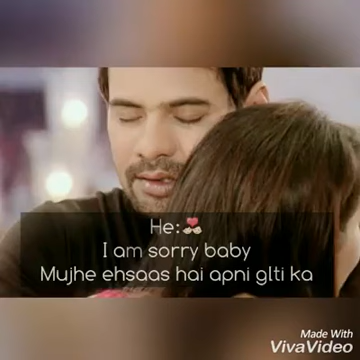 He:💕
I am sorry baby
Mujhe ehsaas hai apni glti ka
Made With
VivaVideo